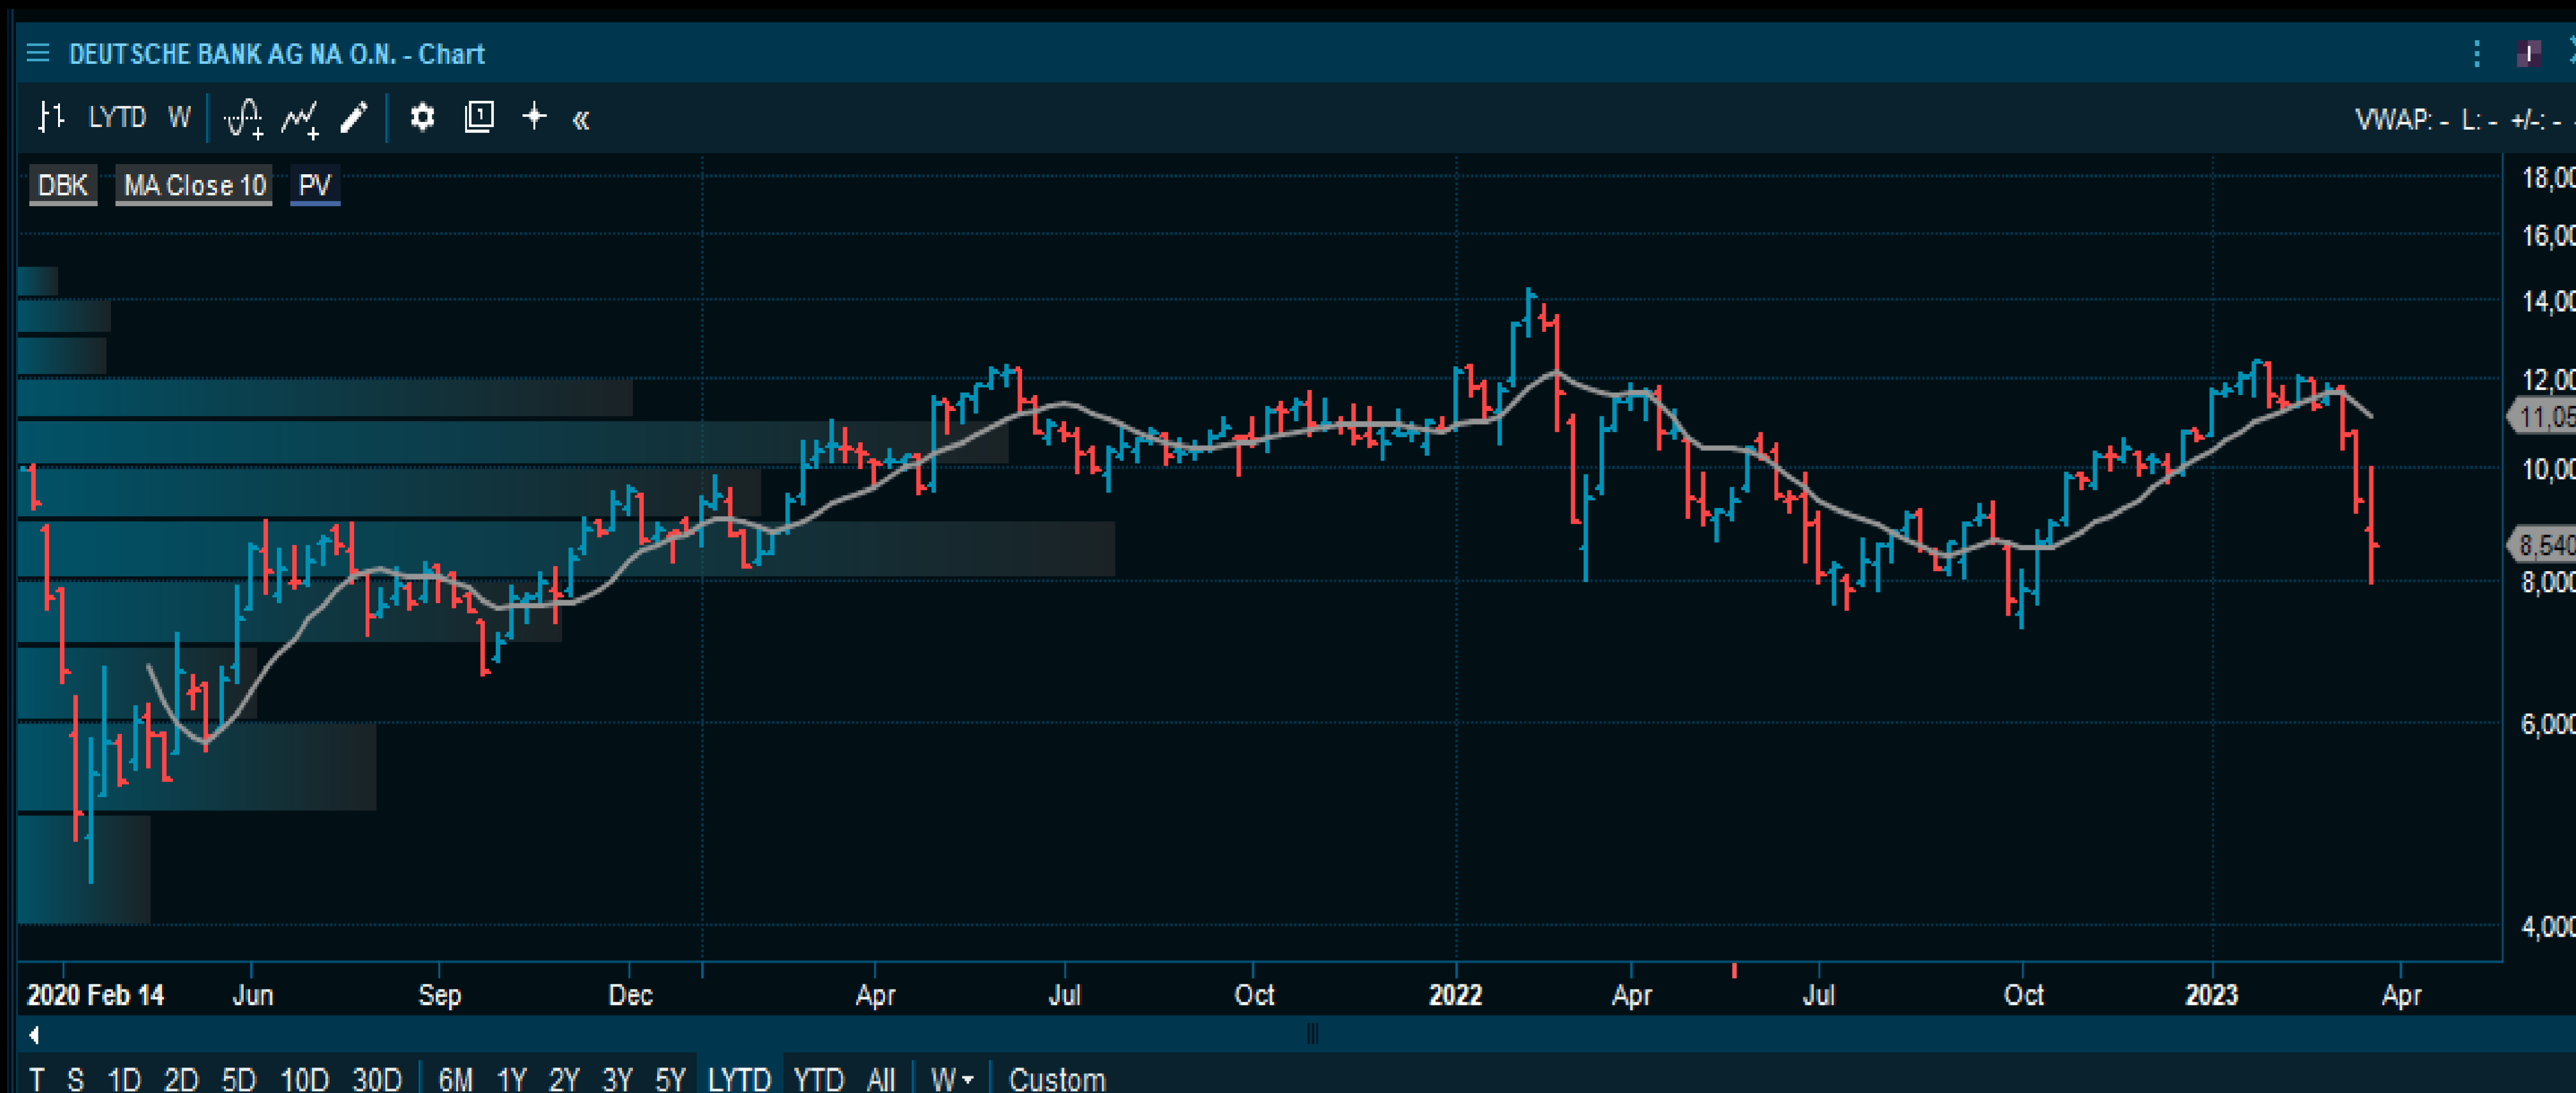 DEUTSCHE BANK AG NA O.N. - Chart
LYTD W 1 « VWAP: - L: - +/-: -
DBK MA Close 10 PV
18,00
16,00
14,00
12,00
11,05
10,00
8,540
8,000
6,000
4,000
2020 Feb 14 Jun Sep Dec Apr Jul Oct 2022 Apr Jul Oct 2023 Apr
T S 1D 2D 5D 10D 30D 6M 1Y 2Y 3Y 5Y LYTD YTD All W Custom